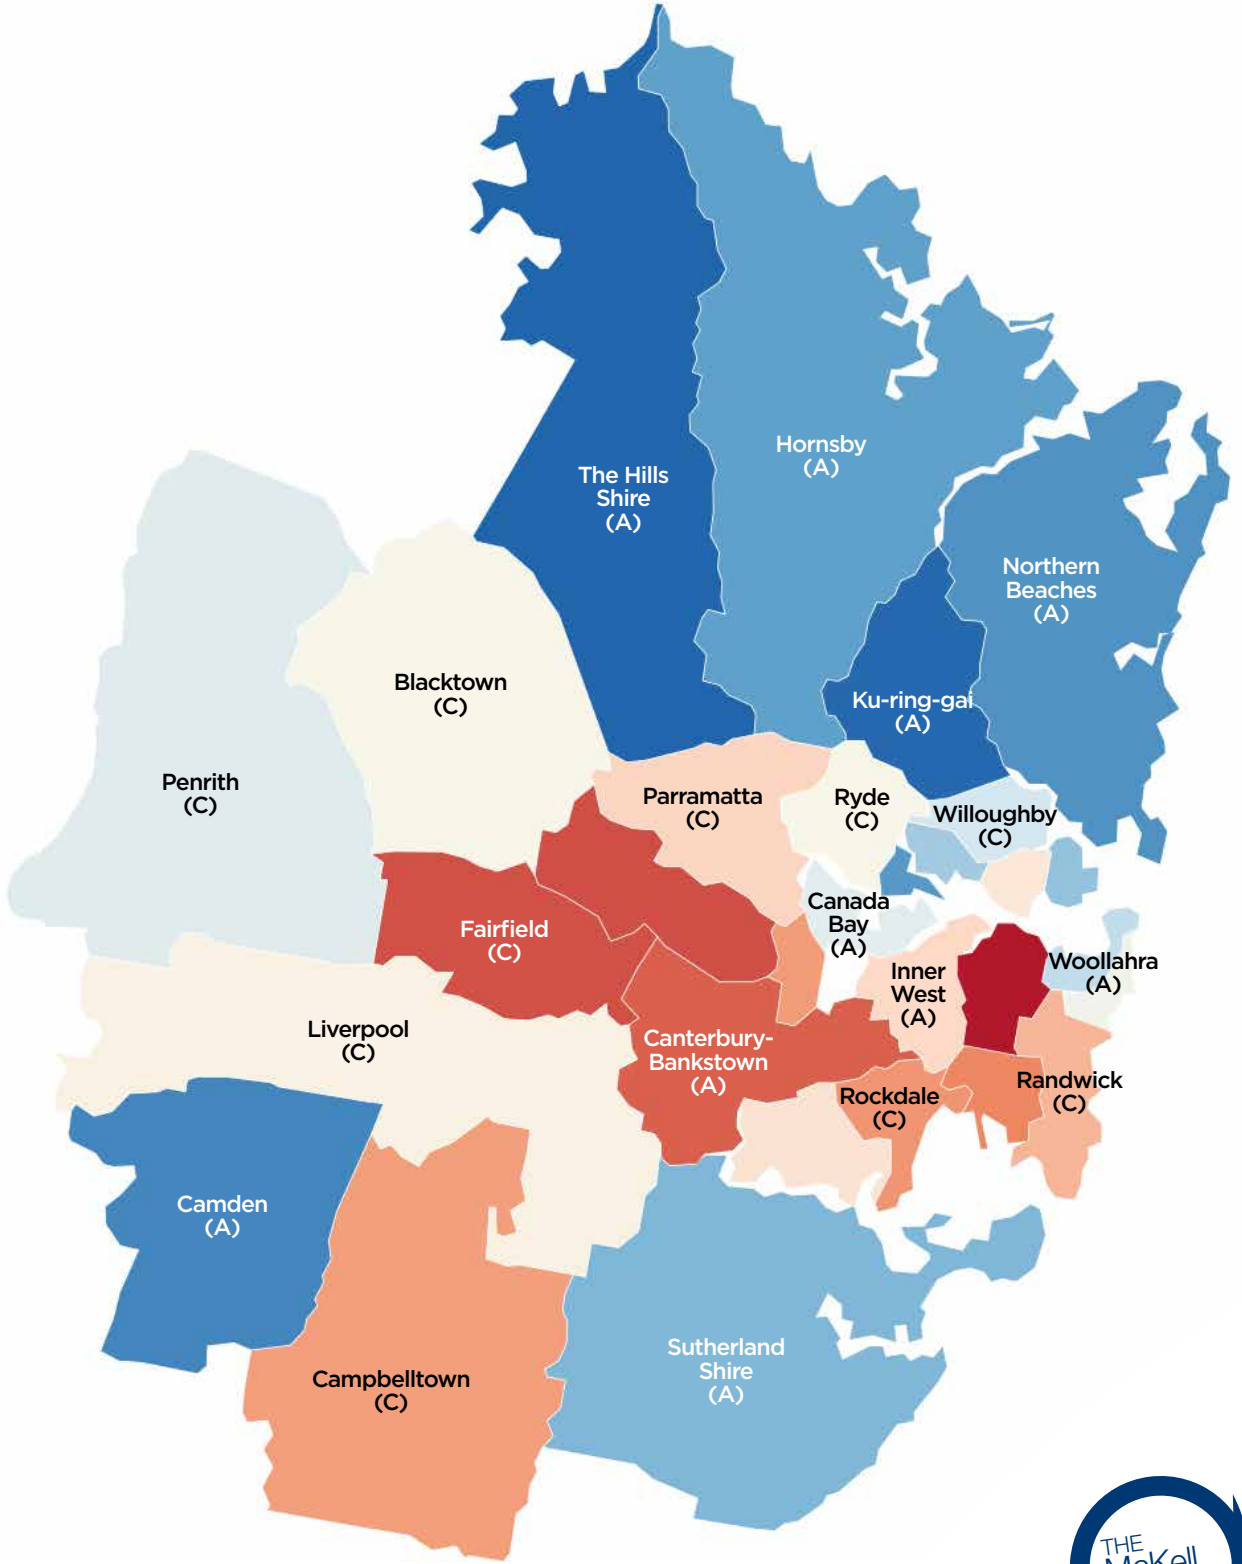 Hornsby
(A)
The Hills
Shire
(A)
Northern
Beaches
(A)
Blacktown
(C)
Ku-ring-gai
(A)
Penrith
(C)
Parramatta
(C)
Ryde
(C)
Willoughby
(C)
Canada
Bay
(A)
Fairfield
(C)
Inner
West
(A)
Woollahra
(A)
Liverpool
(C)
Canterbury-
Bankstown
(A)
Rockdale
(C)
Randwick
(C)
Camden
(A)
Sutherland
Shire
(A)
Campbelltown
(C)
THE
McKell